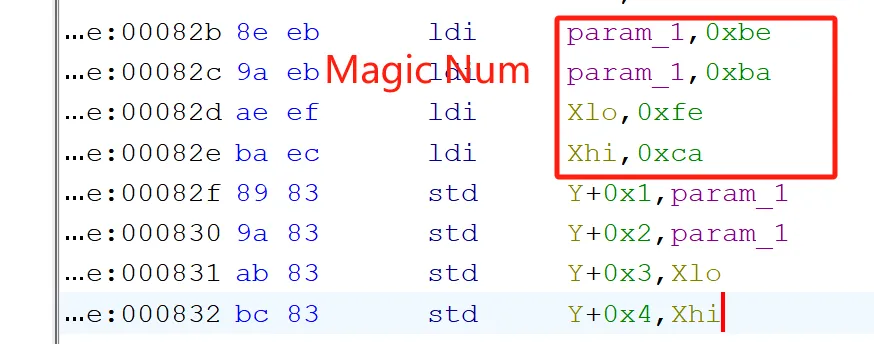 ...e:00082b 8e eb ldi param_1,0xbe
...e:00082c 9a eb ldi param_1,0xba
Magic Num
...e:00082d ae ef ldi Xlo,0xfe
...e:00082e ba ec ldi Xhi,0xca
...e:00082f 89 83 std Y+0x1,param_1
...e:000830 9a 83 std Y+0x2,param_1
...e:000831 ab 83 std Y+0x3,Xlo
...e:000832 bc 83 std Y+0x4,Xhi